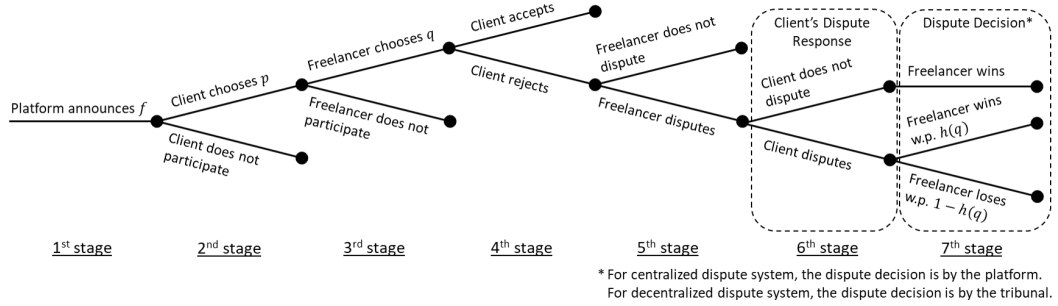 Platform announces f
Client chooses p
Client does not
participate
Freelancer chooses q
Freelancer does not
participate
Client accepts
Client rejects
Freelancer does not
dispute
Freelancer disputes
Client's Dispute
Response
Client does not
dispute
Client disputes
Dispute Decision*
Freelancer wins
Freelancer wins
w.p. h(q)
Freelancer loses
w.p. 1 − h(q)
1st stage
2nd stage
3rd stage
4th stage
5th stage
6th stage
7th stage
* For centralized dispute system, the dispute decision is by the platform.
For decentralized dispute system, the dispute decision is by the tribunal.